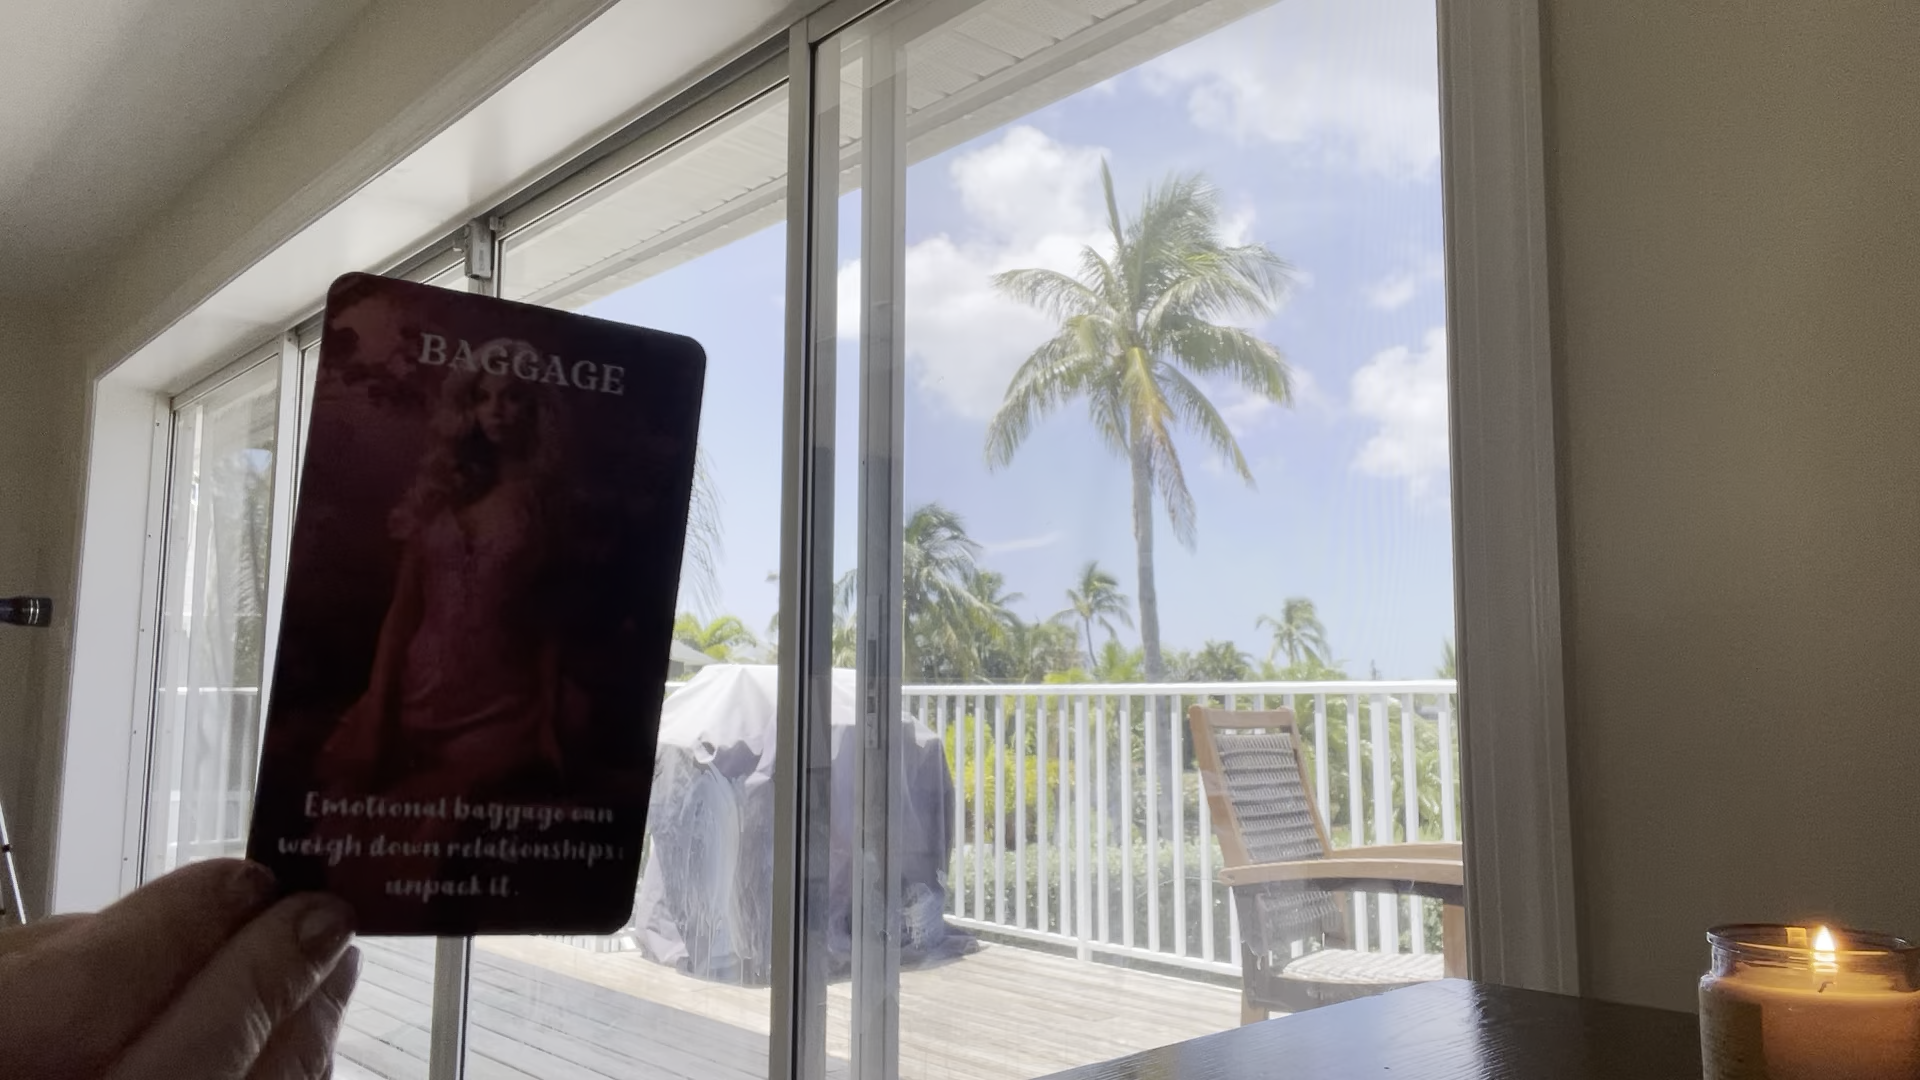 BAGGAGE
Emotional baggage can
weigh down relationships;
unpack it.